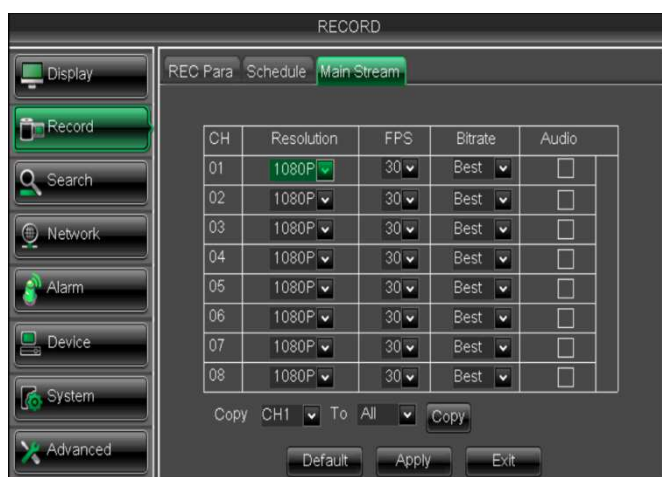 RECORD
Display
Record
Search
Network
Alarm
Device
System
Advanced
REC Para Schedule Main Stream
CH Resolution FPS Bitrate Audio
01 1080P 30 Best
02 1080P 30 Best
03 1080P 30 Best
04 1080P 30 Best
05 1080P 30 Best
06 1080P 30 Best
07 1080P 30 Best
08 1080P 30 Best
Copy CH1 To All Copy
Default Apply Exit